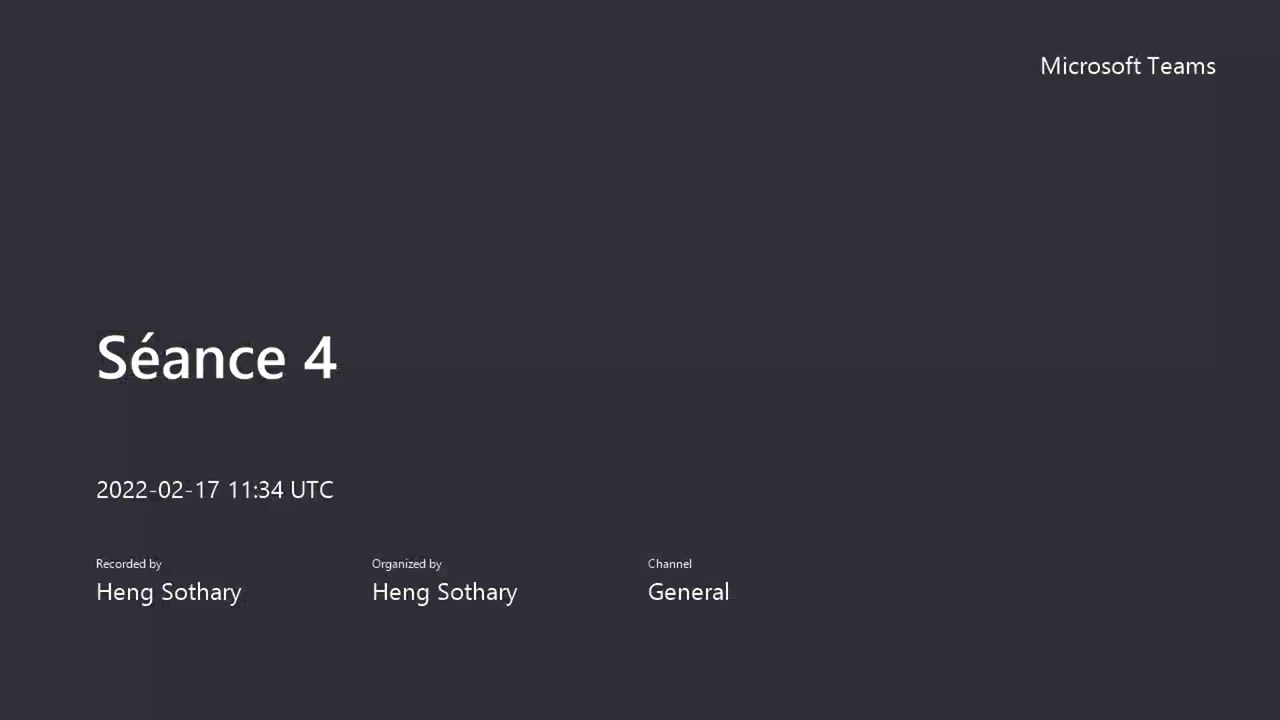 Microsoft Teams
Séance 4
2022-02-17 11:34 UTC
Recorded by
Heng Sothary
Organized by
Heng Sothary
Channel
General